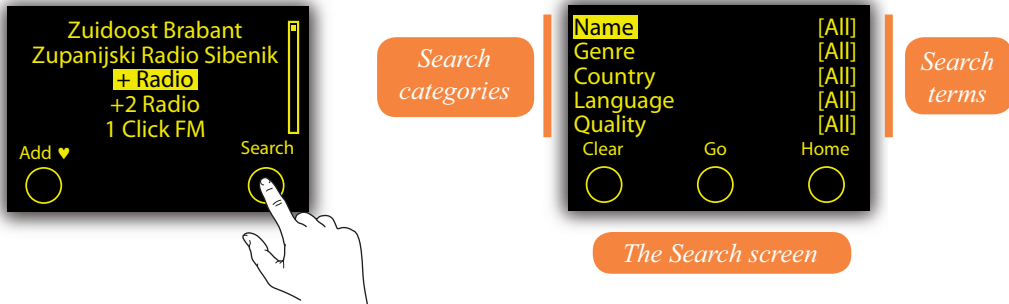 Zuidoost Brabant
Zupanijski Radio Sibenik
+ Radio
+2 Radio
1 Click FM
Add ♥ Search
Search
categories
Name [All]
Genre [All]
Country [All]
Language [All]
Quality [All]
Clear Go Home
Search
terms
The Search screen